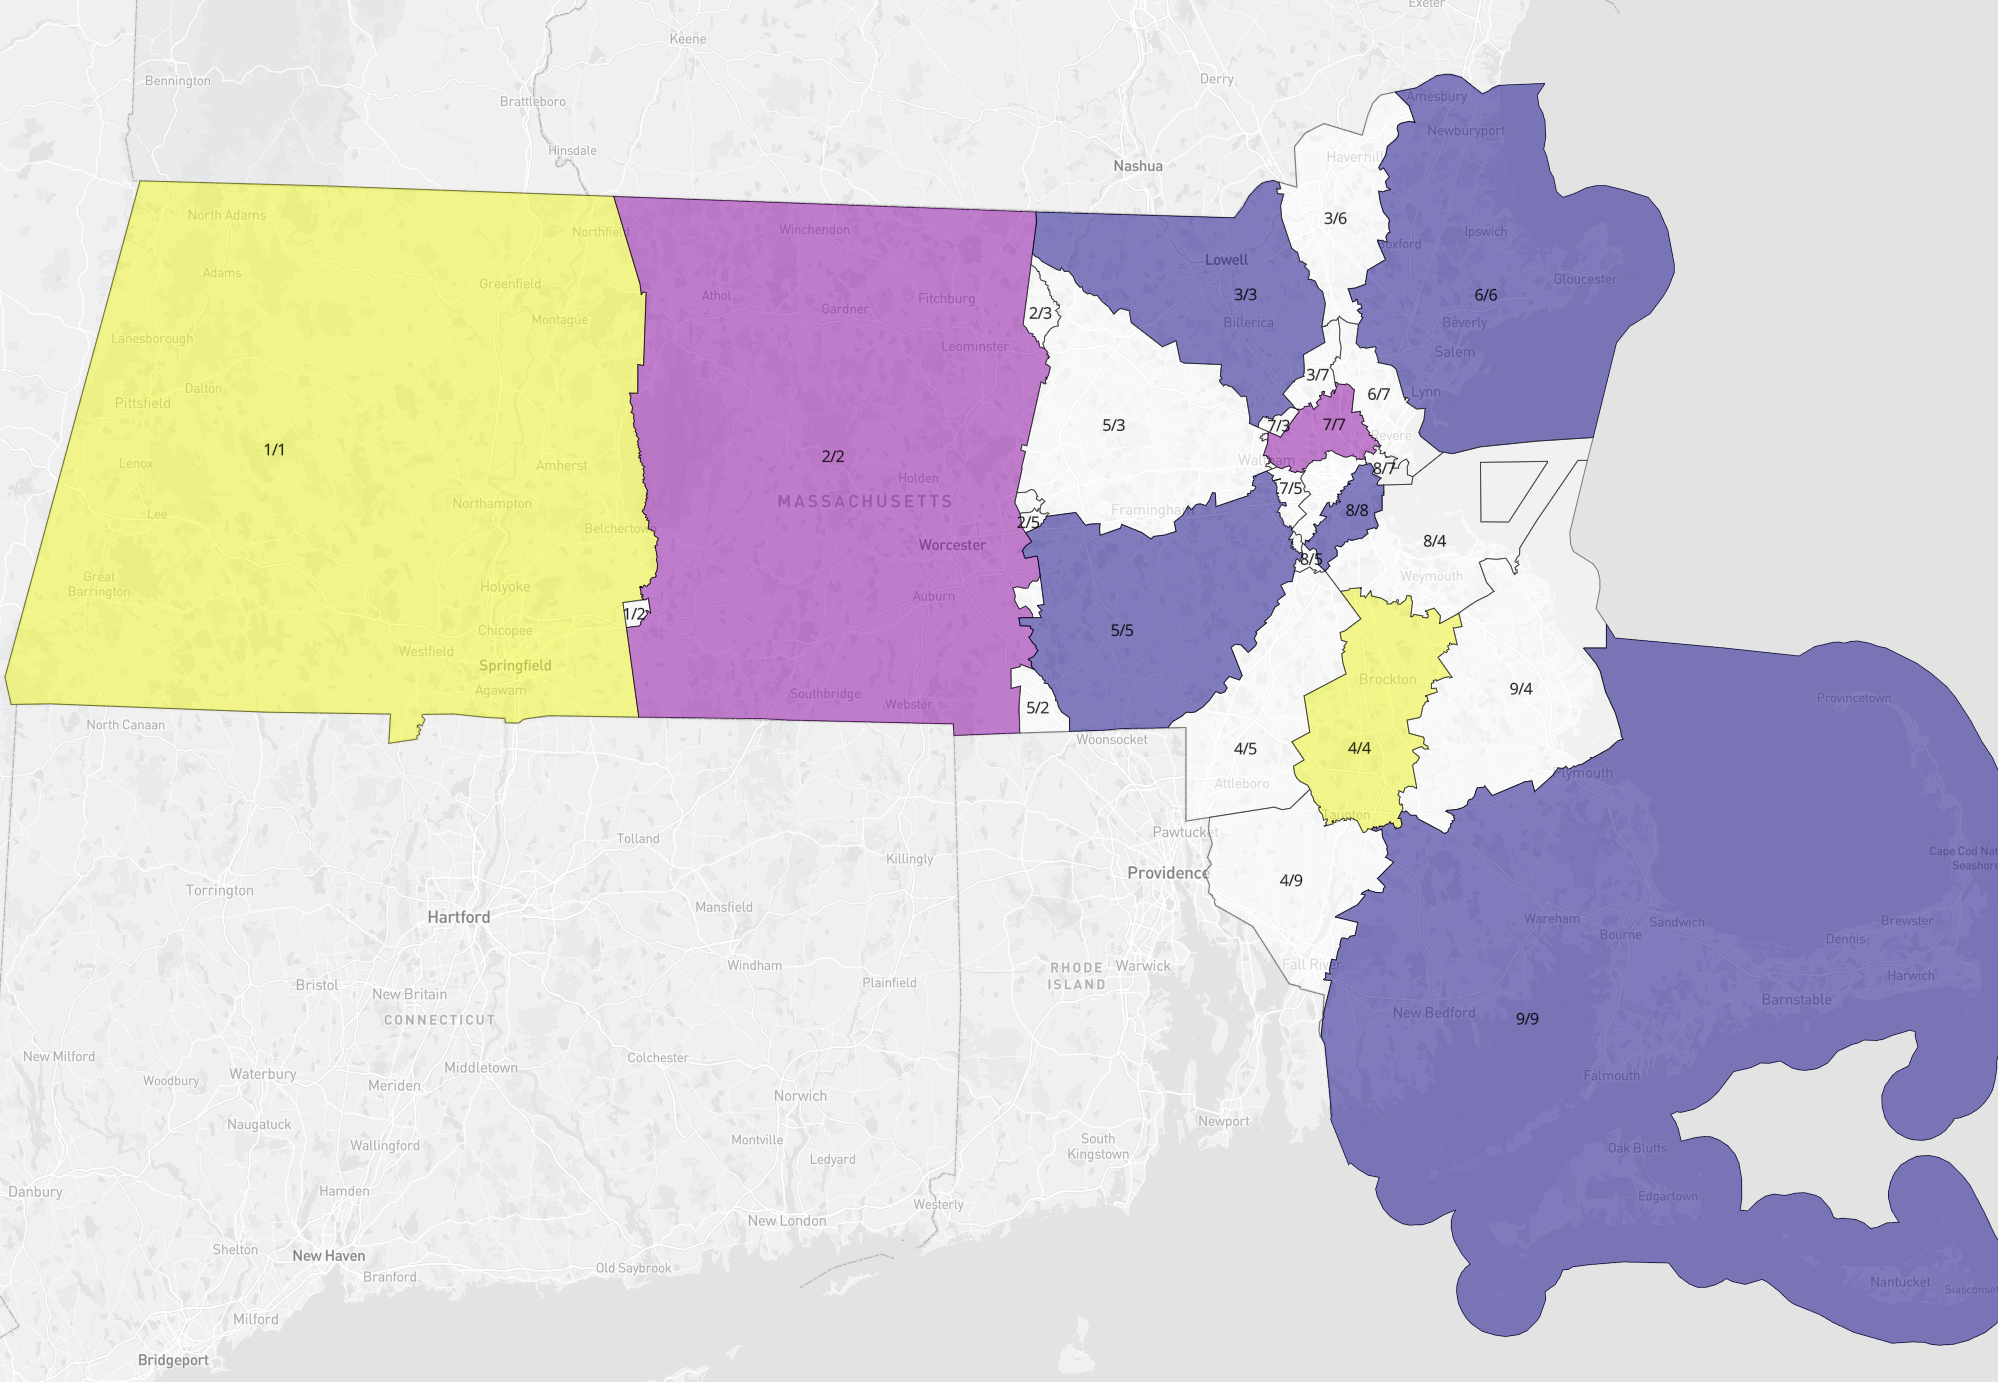 Exeter
Keene
Bennington
Derry
Brattleboro
Amesbury
Newburyport
Hinsdale
Nashua
Haverhill
North Adams
3/6
Northfield
Winchendon
Ipswich
Adams
Lowell
Gloucester
Greenfield
Athol
Fitchburg
3/3
6/6
Gardner
2/3
Montague
Billerica
Beverly
Lanesborough
Leominster
Salem
3/7
Dalton
6/7
Lynn
Pittsfield
5/3
7/3
7/7
Revere
1/1
2/2
Lenox
Amherst
Waltham
8/7
Holden
7/5
Northampton
MASSACHUSETTS
Lee
Framingham
8/8
2/5
Belchertown
8/4
Worcester
8/5
Great
Barrington
Holyoke
Weymouth
Auburn
1/2
Chicopee
5/5
Westfield
Springfield
Brockton
Agawam
9/4
Southbridge
Provincetown
Webster
5/2
North Canaan
Woonsocket
4/5
4/4
Plymouth
Attleboro
Taunton
Tolland
Pawtucket
Killingly
Cape Cod Nat
Seashore
Providence
4/9
Torrington
Mansfield
Hartford
Wareham
Sandwich
Brewster
Bourne
Dennis
Windham
RHODE
ISLAND
Warwick
Fall River
Harwich
Bristol
Plainfield
New Britain
Barnstable
CONNECTICUT
New Bedford
9/9
New Milford
Colchester
Middletown
Waterbury
Woodbury
Meriden
Falmouth
Norwich
Naugatuck
Newport
Wallingford
Montville
South
Kingstown
Oak Bluffs
Ledyard
Danbury
Hamden
Edgartown
Westerly
New London
Shelton
New Haven
Old Saybrook
Branford
Nantucket
Siasconset
Milford
Bridgeport